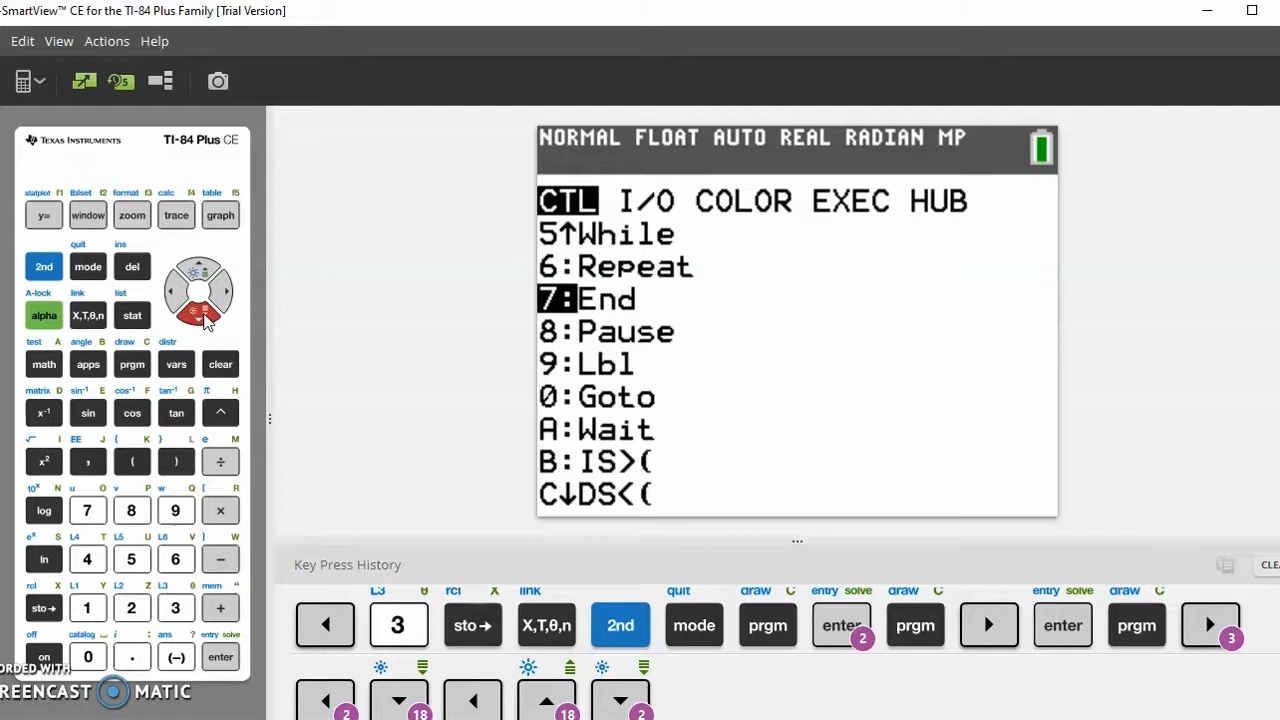 -SmartView™ CE for the TI-84 Plus Family [Trial Version]
Edit View Actions Help
TEXAS INSTRUMENTS TI-84 Plus CE
statplot f1 tblset f2 format f3 calc f4 table f5
y= window zoom trace graph
quit ins
2nd mode del
A-lock link list
alpha X,T,θ,n stat
test A angle B draw C distr
math apps prgm vars clear
matrix D sin⁻¹ E cos⁻¹ F tan⁻¹ G π H
x⁻¹ sin cos tan ^
√ I EE J { K } L e M
x² , ( ) ÷
10ˣ N u O v P w Q [ R
log 7 8 9 ×
eˣ S L4 T L5 U L6 V ] W
ln 4 5 6 −
rcl X L1 Y L2 Z L3 θ mem "
sto→ 1 2 3 +
off catalog ⎵ i : ans ? entry solve
on 0 . (−) enter
NORMAL FLOAT AUTO REAL RADIAN MP
CTL I/O COLOR EXEC HUB
5↑While
6:Repeat
7:End
8:Pause
9:Lbl
0:Goto
A:Wait
B:IS>(
C↓DS<(
Key Press History
CLEA
L3 θ rcl X link quit draw C entry solve draw C entry solve draw C
3 sto→ X,T,θ,n 2nd mode prgm enter 2 prgm enter prgm 3
2 18 18 2
ORDED WITH
REENCAST MATIC